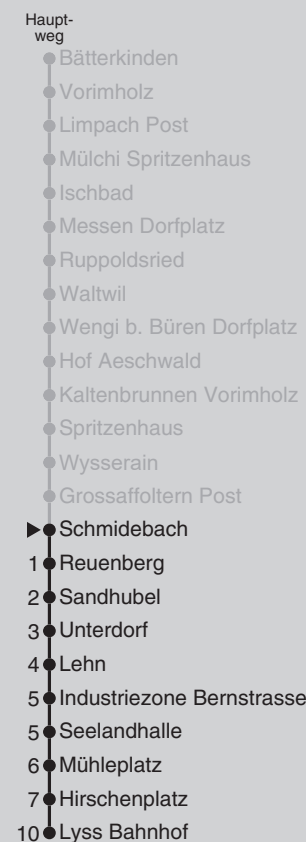 Haupt-
weg
Bätterkinden
Vorimholz
Limpach Post
Mülchi Spritzenhaus
Ischbad
Messen Dorfplatz
Ruppoldsried
Waltwil
Wengi b. Büren Dorfplatz
Hof Aeschwald
Kaltenbrunnen Vorimholz
Spritzenhaus
Wysserain
Grossaffoltern Post
Schmidebach
1 Reuenberg
2 Sandhubel
3 Unterdorf
4 Lehn
5 Industriezone Bernstrasse
5 Seelandhalle
6 Mühleplatz
7 Hirschenplatz
10 Lyss Bahnhof